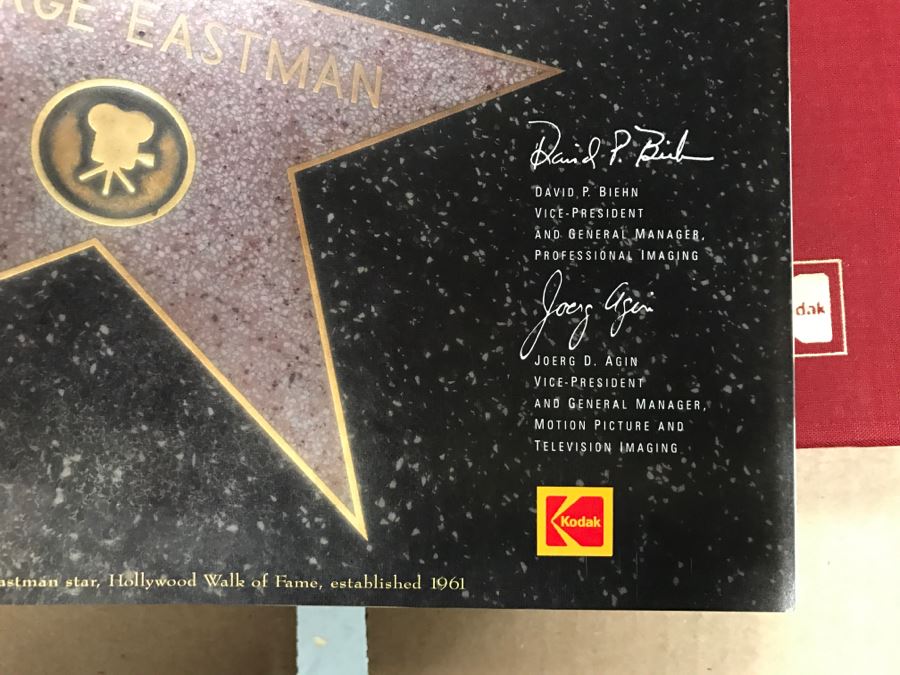 AGE EASTMAN
David P. Biehn
DAVID P. BIEHN
VICE-PRESIDENT
AND GENERAL MANAGER,
PROFESSIONAL IMAGING
Joerg Agin
JOERG D. AGIN
VICE-PRESIDENT
AND GENERAL MANAGER,
MOTION PICTURE AND
TELEVISION IMAGING
Kodak
dak
astman star, Hollywood Walk of Fame, established 1961